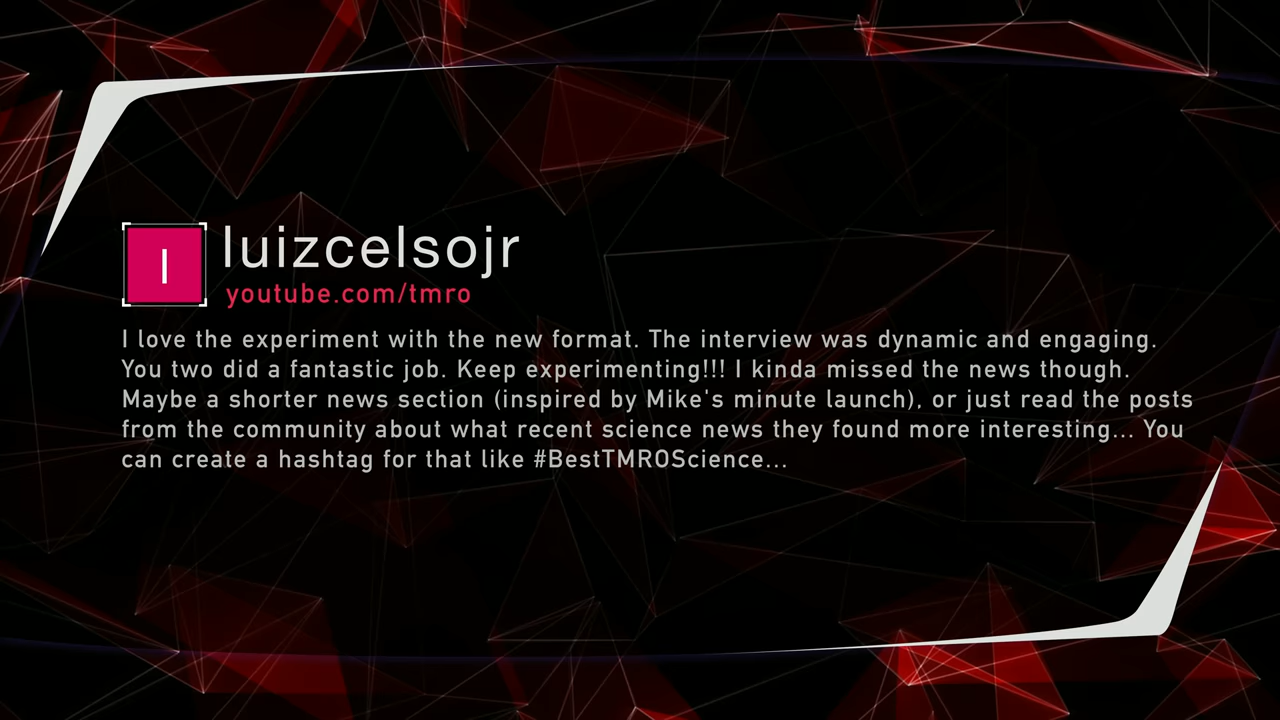 l
luizcelsojr
youtube.com/tmro
I love the experiment with the new format. The interview was dynamic and engaging.
You two did a fantastic job. Keep experimenting!!! I kinda missed the news though.
Maybe a shorter news section (inspired by Mike's minute launch), or just read the posts
from the community about what recent science news they found more interesting... You
can create a hashtag for that like #BestTMROScience...